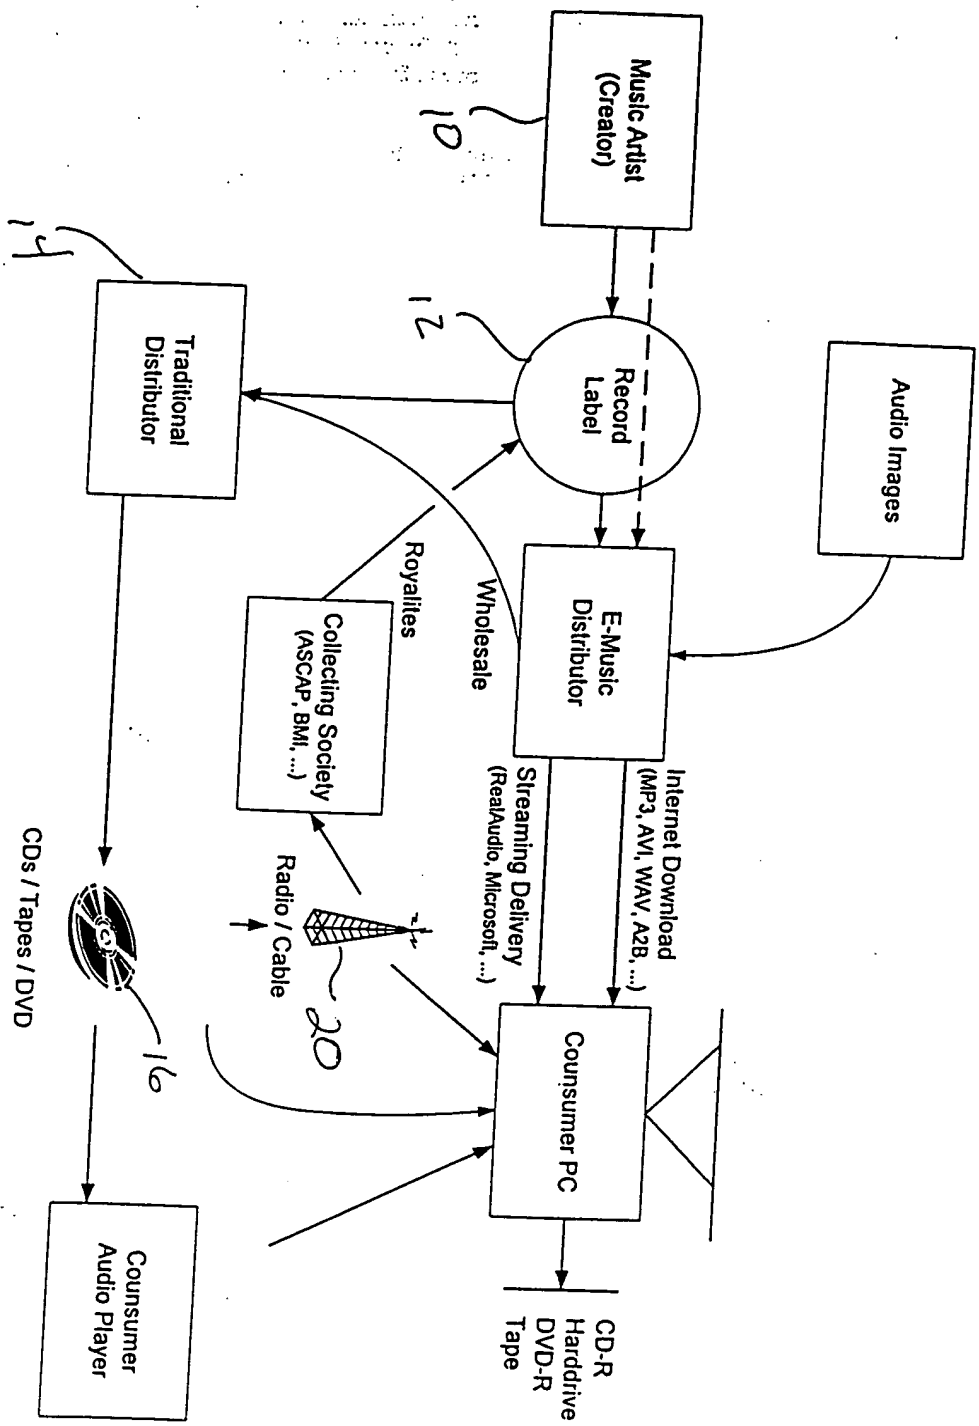 Music Artist
(Creator)
10
Record
Label
12
Audio Images
E-Music
Distributor
Internet Download
(MP3, AVI, WAV, A2B, ...)
Streaming Delivery
(RealAudio, Microsoft, ...)
Counsumer PC
CD-R
Harddrive
DVD-R
Tape
Wholesale
Royalites
Collecting Society
(ASCAP, BMI, ...)
Radio / Cable
20
Traditional
Distributor
14
CDs / Tapes / DVD
16
Counsumer
Audio Player